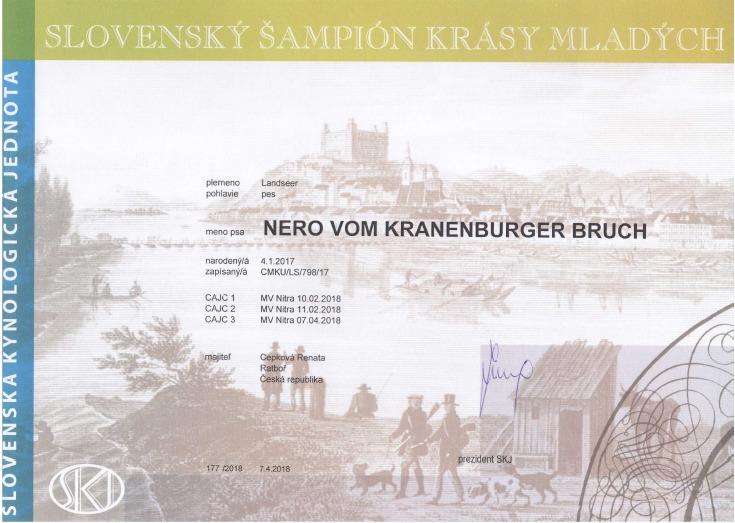 SLOVENSKÝ ŠAMPIÓN KRÁSY MLADÝCH
SLOVENSKÁ KYNOLOGICKÁ JEDNOTA
plemeno Landseer
pohlavie pes
meno psa NERO VOM KRANENBURGER BRUCH
narodený/á 4.1.2017
zapísaný/á CMKU/LS/798/17
CAJC 1 MV Nitra 10.02.2018
CAJC 2 MV Nitra 11.02.2018
CAJC 3 MV Nitra 07.04.2018
majiteľ Cepková Renata
Ratboř
Česká republika
prezident SKJ
177 /2018 7.4.2018
SKJ